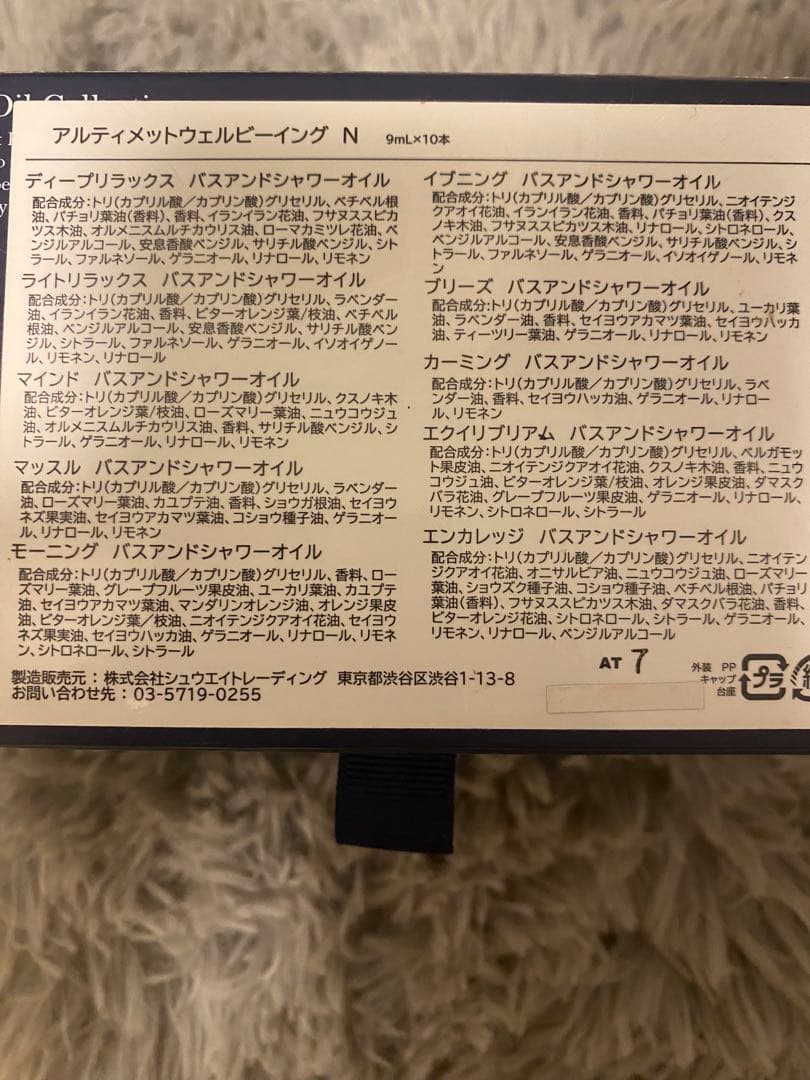 Oil Collecti
アルティメットウェルビーイング N 9mL×10本
ディープリラックス バスアンドシャワーオイル
配合成分:トリ(カプリル酸/カプリン酸)グリセリル、ベチベル根
油、パチョリ葉油(香料)、香料、イランイラン花油、フサヌススピカ
ツス木油、オルメニスムルチカウリス油、ローマカミツレ花油、ベ
ンジルアルコール、安息香酸ベンジル、サリチル酸ベンジル、シト
ラール、ファルネソール、ゲラニオール、リナロール、リモネン
ライトリラックス バスアンドシャワーオイル
配合成分:トリ(カプリル酸/カプリン酸)グリセリル、ラベンダー
油、イランイラン花油、香料、ビターオレンジ葉/枝油、ベチベル
根油、ベンジルアルコール、安息香酸ベンジル、サリチル酸ベン
ジル、シトラール、ファルネソール、ゲラニオール、イソオイゲノー
ル、リモネン、リナロール
マインド バスアンドシャワーオイル
配合成分:トリ(カプリル酸/カプリン酸)グリセリル、クスノキ木
油、ビターオレンジ葉/枝油、ローズマリー葉油、ニュウコウジュ
油、オルメニスムルチカウリス油、香料、サリチル酸ベンジル、シ
トラール、ゲラニオール、リナロール、リモネン
マッスル バスアンドシャワーオイル
配合成分:トリ(カプリル酸/カプリン酸)グリセリル、ラベンダー
油、ローズマリー葉油、カユプテ油、香料、ショウガ根油、セイヨウ
ネズ果実油、セイヨウアカマツ葉油、コショウ種子油、ゲラニオー
ル、リナロール、リモネン
モーニング バスアンドシャワーオイル
配合成分:トリ(カプリル酸/カプリン酸)グリセリル、香料、ロー
ズマリー葉油、グレープフルーツ果皮油、ユーカリ葉油、カユプテ
油、セイヨウアカマツ葉油、マンダリンオレンジ油、オレンジ果皮
油、ビターオレンジ葉/枝油、ニオイテンジクアオイ花油、セイヨウ
ネズ果実油、セイヨウハッカ油、ゲラニオール、リナロール、リモネ
ン、シトロネロール、シトラール
イブニング バスアンドシャワーオイル
配合成分:トリ(カプリル酸/カプリン酸)グリセリル、ニオイテンジ
クアオイ花油、イランイラン花油、香料、パチョリ葉油(香料)、クス
ノキ木油、フサヌススピカツス木油、リナロール、シトロネロール、
ベンジルアルコール、安息香酸ベンジル、サリチル酸ベンジル、シ
トラール、ファルネソール、ゲラニオール、イソオイゲノール、リモネ
ン
ブリーズ バスアンドシャワーオイル
配合成分:トリ(カプリル酸/カプリン酸)グリセリル、ユーカリ葉
油、ラベンダー油、香料、セイヨウアカマツ葉油、セイヨウハッカ
油、ティーツリー葉油、ゲラニオール、リナロール、リモネン
カーミング バスアンドシャワーオイル
配合成分:トリ(カプリル酸/カプリン酸)グリセリル、ラベ
ンダー油、香料、セイヨウハッカ油、ゲラニオール、リナロー
ル、リモネン
エクイリブリアム バスアンドシャワーオイル
配合成分:トリ(カプリル酸/カプリン酸)グリセリル、ベルガモッ
ト果皮油、ニオイテンジクアオイ花油、クスノキ木油、香料、ニュウ
コウジュ油、ビターオレンジ葉/枝油、オレンジ果皮油、ダマスク
バラ花油、グレープフルーツ果皮油、ゲラニオール、リナロール、
リモネン、シトロネロール、シトラール
エンカレッジ バスアンドシャワーオイル
配合成分:トリ(カプリル酸/カプリン酸)グリセリル、ニオイテン
ジクアオイ花油、オニサルビア油、ニュウコウジュ油、ローズマリー
葉油、ショウズク種子油、コショウ種子油、ベチベル根油、パチョリ
葉油(香料)、フサヌススピカツス木油、ダマスクバラ花油、香料、
ビターオレンジ花油、シトロネロール、シトラール、ゲラニオール、
リモネン、リナロール、ベンジルアルコール
製造販売元:株式会社シュウエイトレーディング 東京都渋谷区渋谷1-13-8
お問い合わせ先:03-5719-0255
AT 7
外装 PP
キャップ
台座
プラ